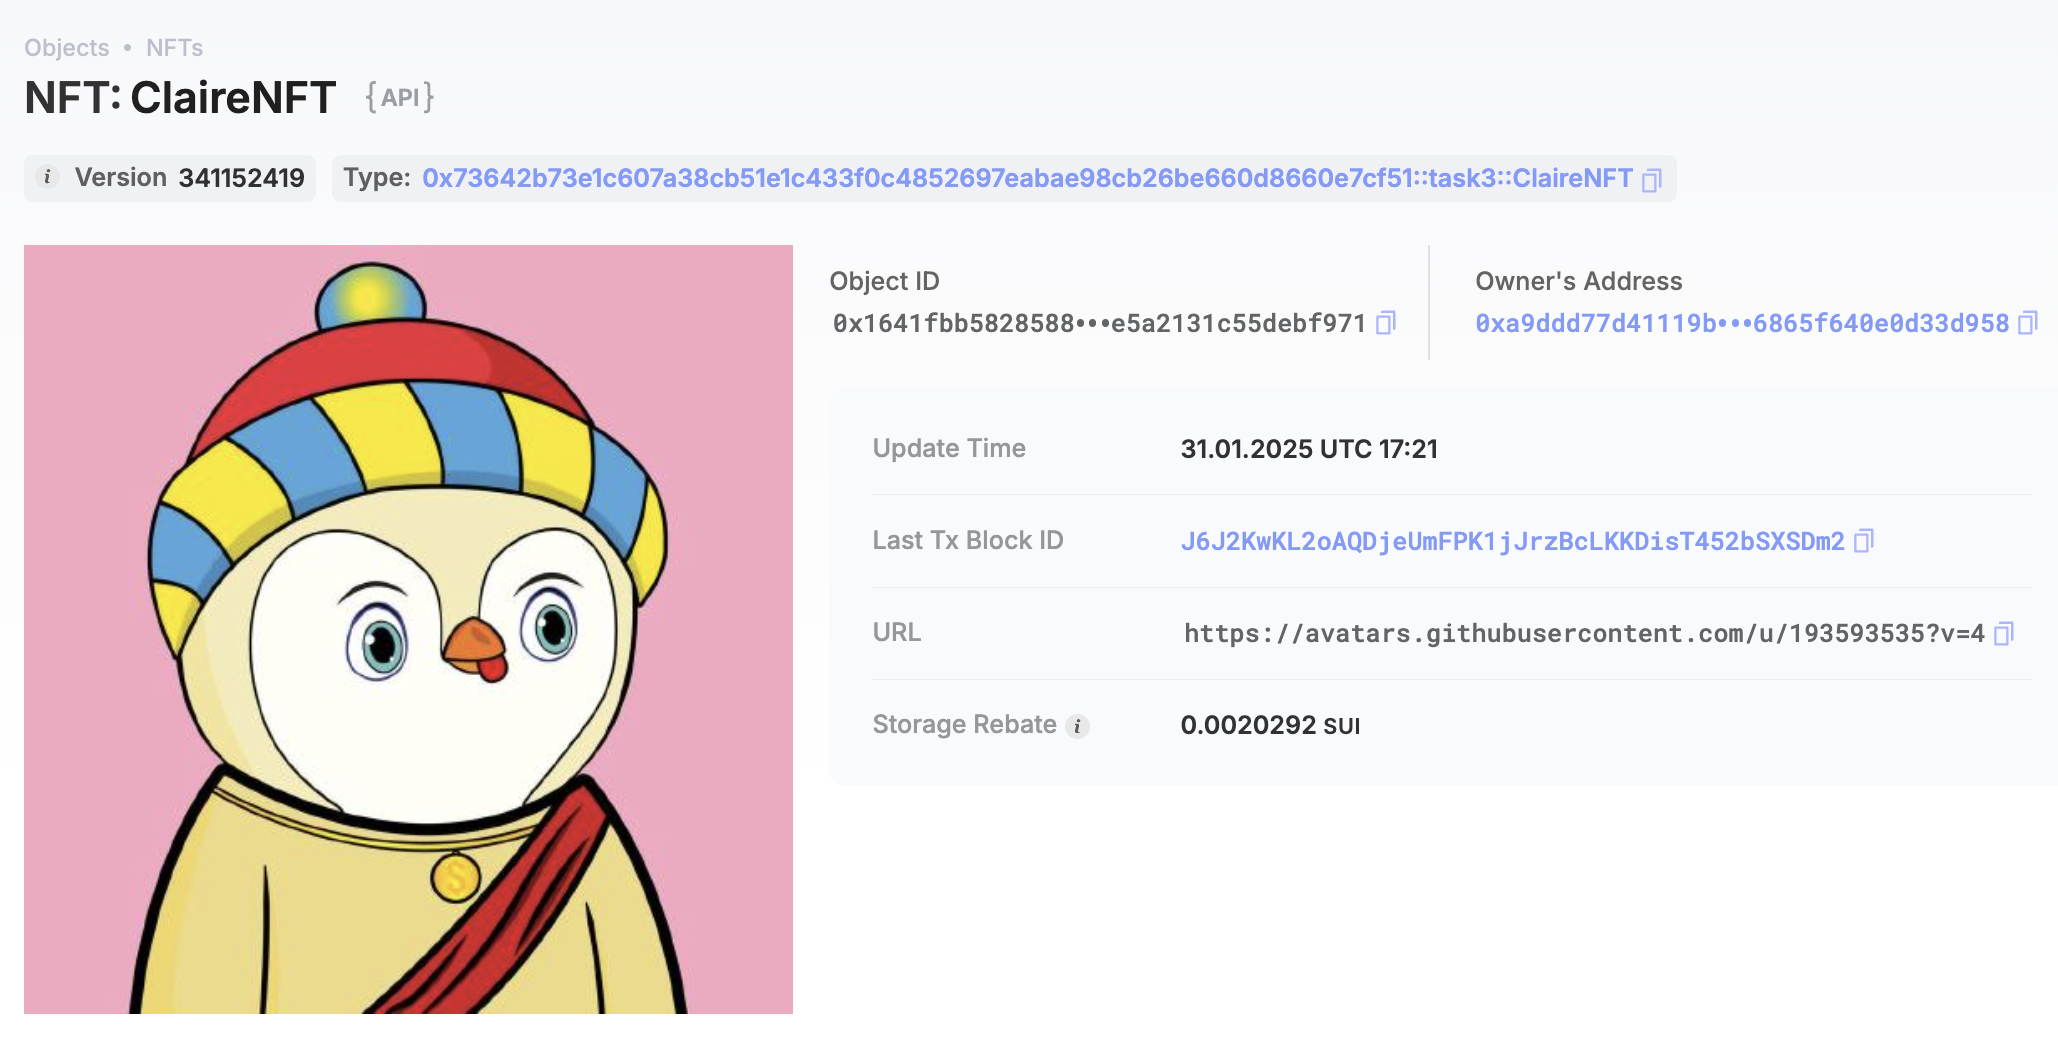 Objects • NFTs
NFT: ClaireNFT {API}
i Version 341152419 Type: 0x73642b73e1c607a38cb51e1c433f0c4852697eabae98cb26be660d8660e7cf51::task3::ClaireNFT
Object ID
0x1641fbb5828588•••e5a2131c55debf971
Owner's Address
0xa9ddd77d41119b•••6865f640e0d33d958
Update Time 31.01.2025 UTC 17:21
Last Tx Block ID J6J2KwKL2oAQDjeUmFPK1jJrzBcLKKDisT452bSXSDm2
URL https://avatars.githubusercontent.com/u/193593535?v=4
Storage Rebate i 0.0020292 SUI
$